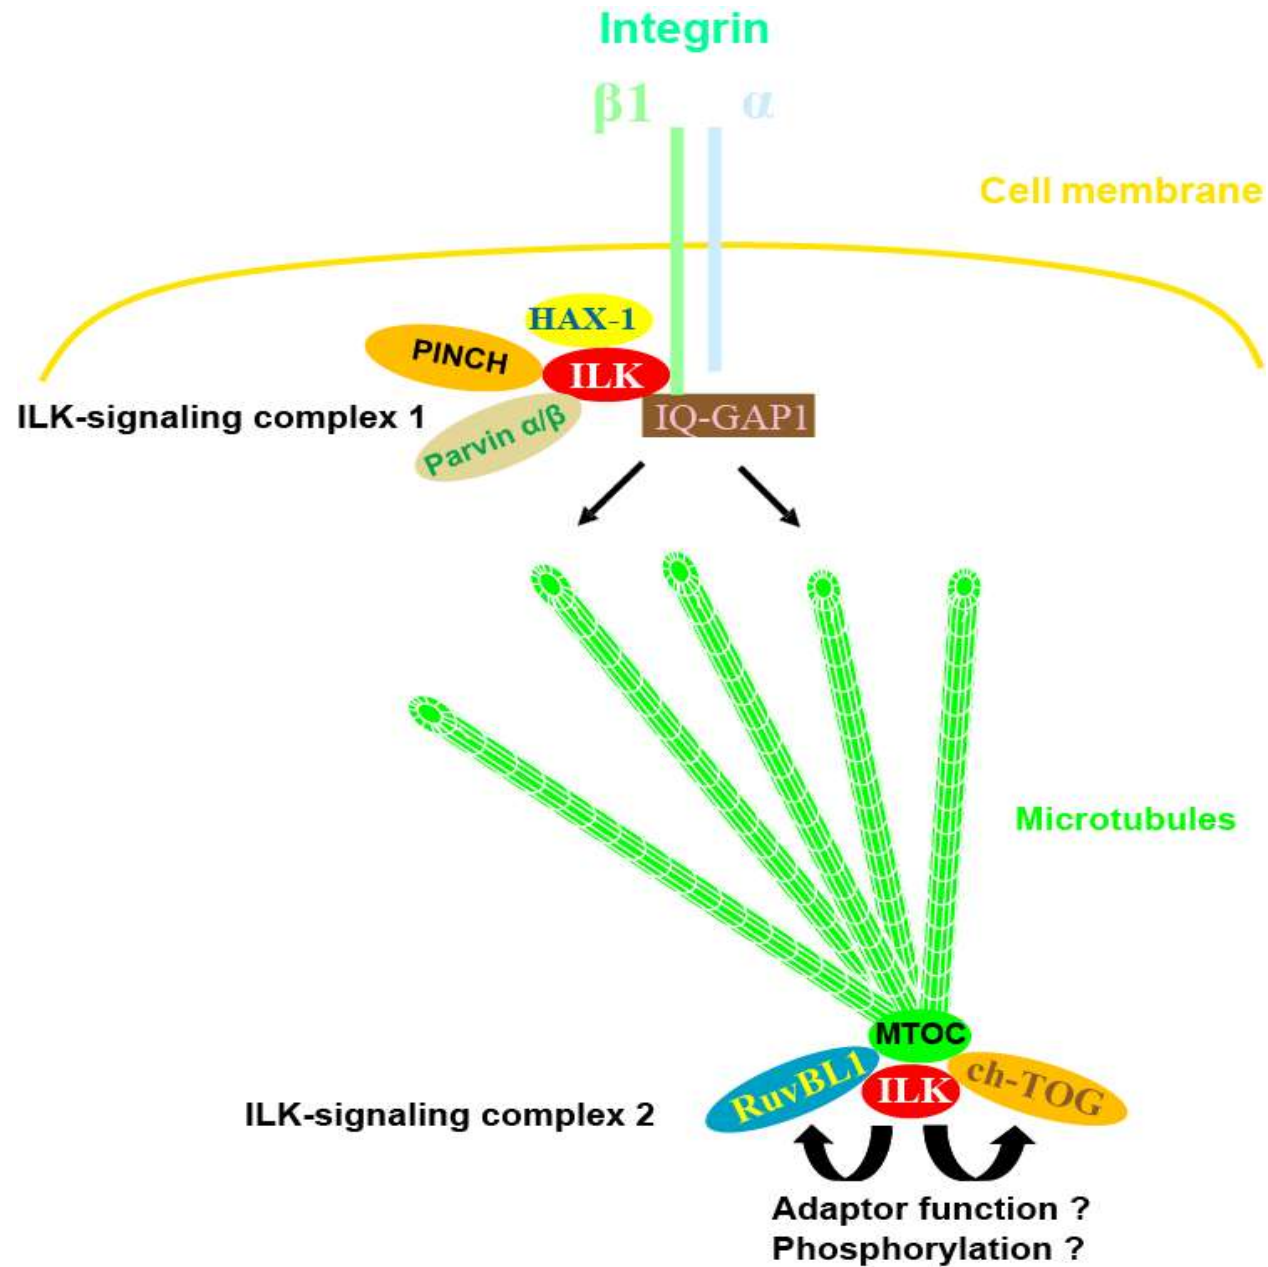 Integrin
β1 α
Cell membrane
HAX-1
PINCH
ILK
ILK-signaling complex 1
IQ-GAP1
Parvin α/β
Microtubules
MTOC
RuvBL1
ILK
ch-TOG
ILK-signaling complex 2
Adaptor function ?
Phosphorylation ?